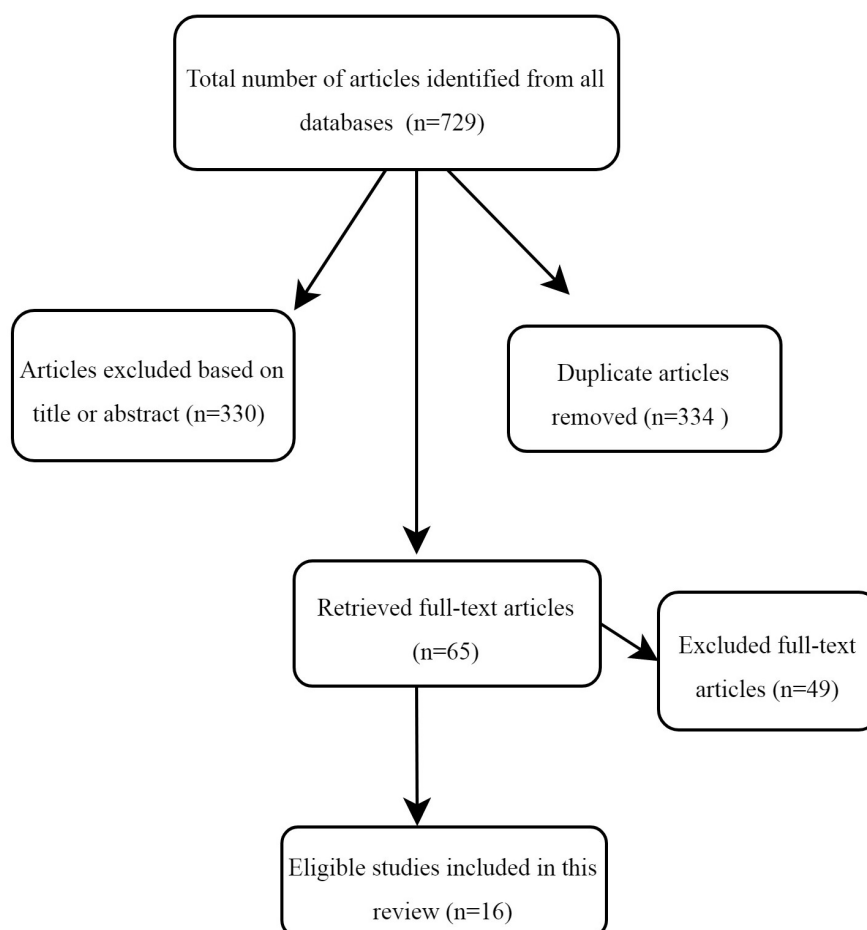 Total number of articles identified from all
databases (n=729)
Articles excluded based on
title or abstract (n=330)
Duplicate articles
removed (n=334 )
Retrieved full-text articles
(n=65)
Excluded full-text
articles (n=49)
Eligible studies included in this
review (n=16)